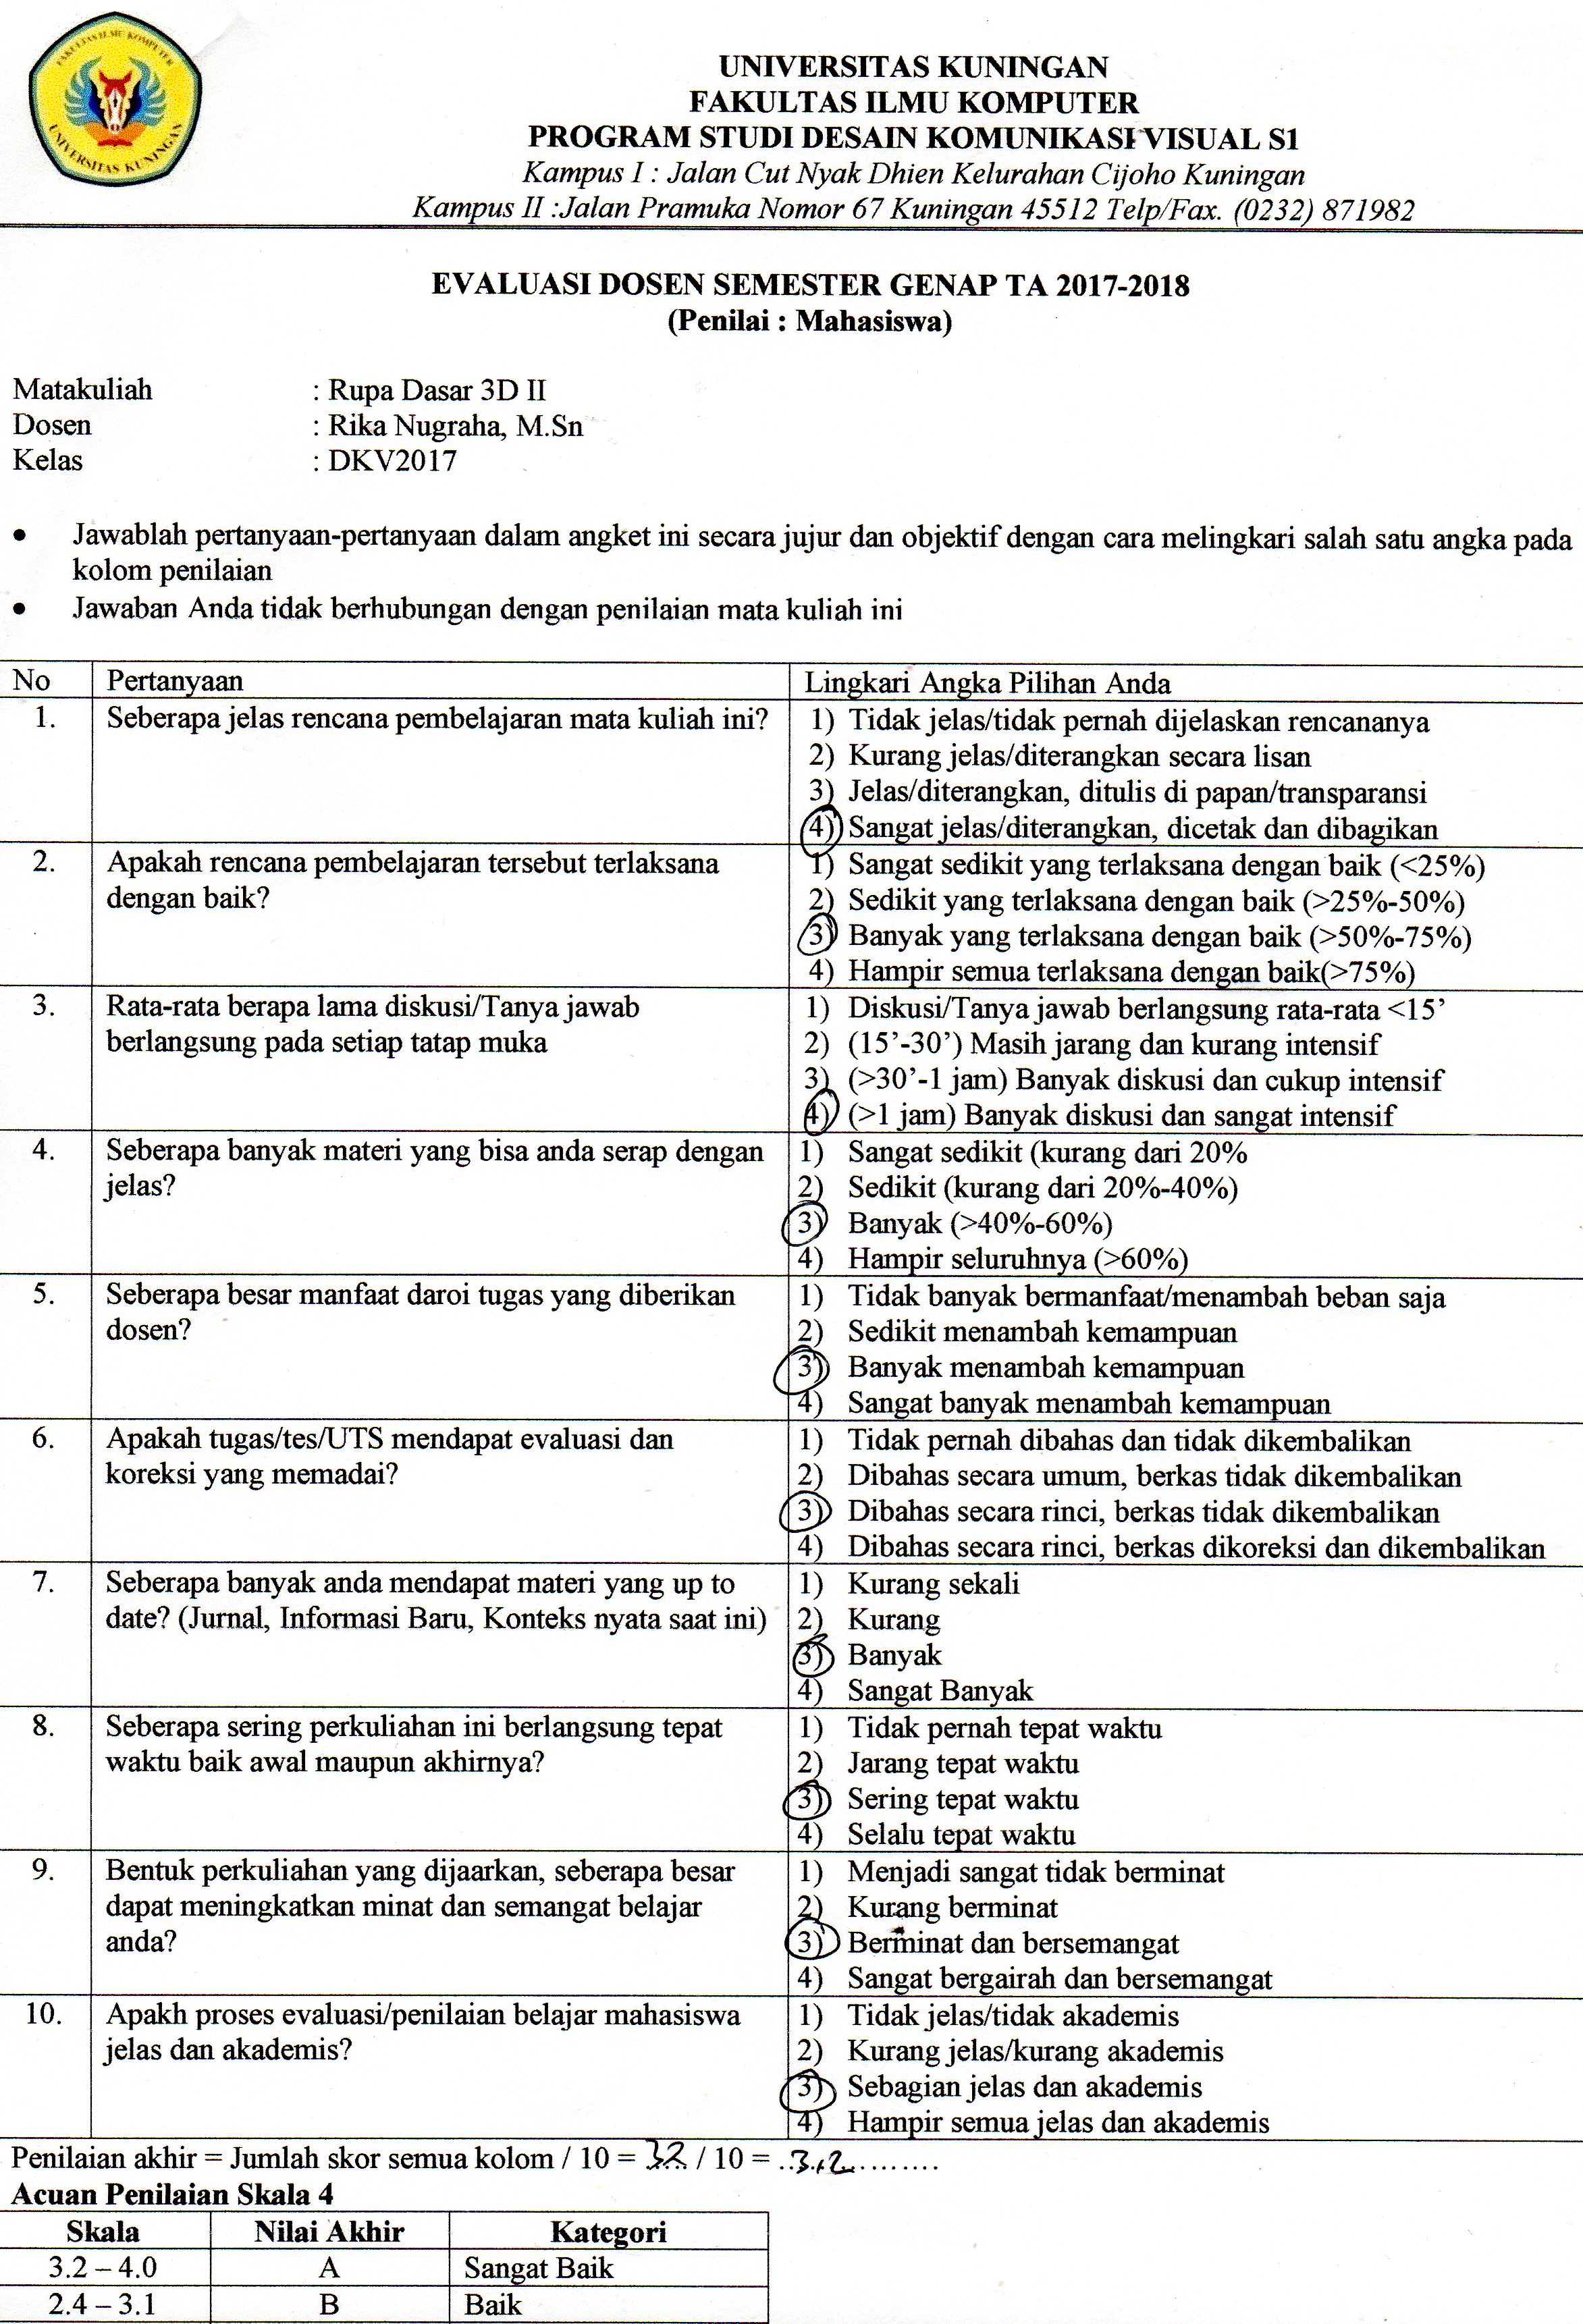 FAKULTAS ILMU KOMPUTER
UNIVERSITAS KUNINGAN
UNIVERSITAS KUNINGAN
FAKULTAS ILMU KOMPUTER
PROGRAM STUDI DESAIN KOMUNIKASI VISUAL S1
Kampus I : Jalan Cut Nyak Dhien Kelurahan Cijoho Kuningan
Kampus II :Jalan Pramuka Nomor 67 Kuningan 45512 Telp/Fax. (0232) 871982
EVALUASI DOSEN SEMESTER GENAP TA 2017-2018
(Penilai : Mahasiswa)
Matakuliah : Rupa Dasar 3D II
Dosen : Rika Nugraha, M.Sn
Kelas : DKV2017
• Jawablah pertanyaan-pertanyaan dalam angket ini secara jujur dan objektif dengan cara melingkari salah satu angka pada
kolom penilaian
• Jawaban Anda tidak berhubungan dengan penilaian mata kuliah ini
No Pertanyaan Lingkari Angka Pilihan Anda
1. Seberapa jelas rencana pembelajaran mata kuliah ini?
1) Tidak jelas/tidak pernah dijelaskan rencananya
2) Kurang jelas/diterangkan secara lisan
3) Jelas/diterangkan, ditulis di papan/transparansi
4) Sangat jelas/diterangkan, dicetak dan dibagikan
2. Apakah rencana pembelajaran tersebut terlaksana
dengan baik?
1) Sangat sedikit yang terlaksana dengan baik (<25%)
2) Sedikit yang terlaksana dengan baik (>25%-50%)
3) Banyak yang terlaksana dengan baik (>50%-75%)
4) Hampir semua terlaksana dengan baik(>75%)
3. Rata-rata berapa lama diskusi/Tanya jawab
berlangsung pada setiap tatap muka
1) Diskusi/Tanya jawab berlangsung rata-rata <15’
2) (15’-30’) Masih jarang dan kurang intensif
3) (>30’-1 jam) Banyak diskusi dan cukup intensif
4) (>1 jam) Banyak diskusi dan sangat intensif
4. Seberapa banyak materi yang bisa anda serap dengan
jelas?
1) Sangat sedikit (kurang dari 20%
2) Sedikit (kurang dari 20%-40%)
3) Banyak (>40%-60%)
4) Hampir seluruhnya (>60%)
5. Seberapa besar manfaat daroi tugas yang diberikan
dosen?
1) Tidak banyak bermanfaat/menambah beban saja
2) Sedikit menambah kemampuan
3) Banyak menambah kemampuan
4) Sangat banyak menambah kemampuan
6. Apakah tugas/tes/UTS mendapat evaluasi dan
koreksi yang memadai?
1) Tidak pernah dibahas dan tidak dikembalikan
2) Dibahas secara umum, berkas tidak dikembalikan
3) Dibahas secara rinci, berkas tidak dikembalikan
4) Dibahas secara rinci, berkas dikoreksi dan dikembalikan
7. Seberapa banyak anda mendapat materi yang up to
date? (Jurnal, Informasi Baru, Konteks nyata saat ini)
1) Kurang sekali
2) Kurang
3) Banyak
4) Sangat Banyak
8. Seberapa sering perkuliahan ini berlangsung tepat
waktu baik awal maupun akhirnya?
1) Tidak pernah tepat waktu
2) Jarang tepat waktu
3) Sering tepat waktu
4) Selalu tepat waktu
9. Bentuk perkuliahan yang dijaarkan, seberapa besar
dapat meningkatkan minat dan semangat belajar
anda?
1) Menjadi sangat tidak berminat
2) Kurang berminat
3) Berminat dan bersemangat
4) Sangat bergairah dan bersemangat
10. Apakh proses evaluasi/penilaian belajar mahasiswa
jelas dan akademis?
1) Tidak jelas/tidak akademis
2) Kurang jelas/kurang akademis
3) Sebagian jelas dan akademis
4) Hampir semua jelas dan akademis
Penilaian akhir = Jumlah skor semua kolom / 10 = 32 / 10 = ..3,2..........
Acuan Penilaian Skala 4
Skala Nilai Akhir Kategori
3.2 – 4.0 A Sangat Baik
2.4 – 3.1 B Baik